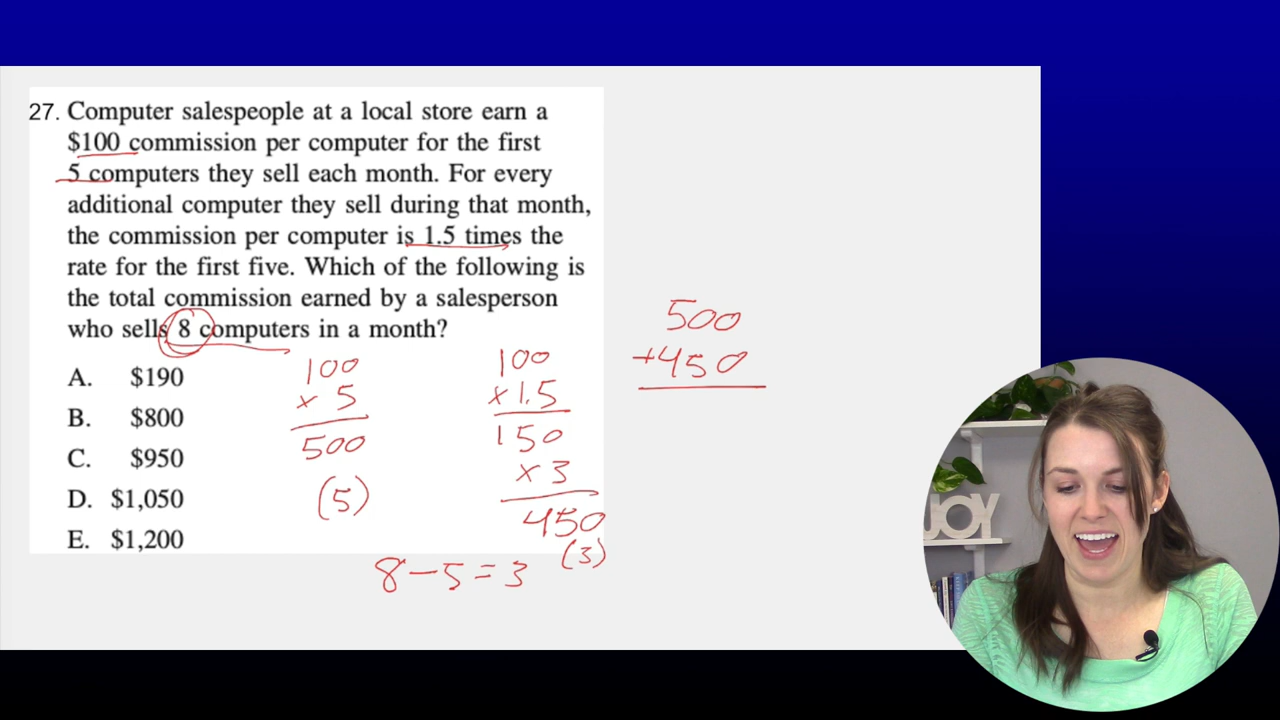 27. Computer salespeople at a local store earn a
$100 commission per computer for the first
5 computers they sell each month. For every
additional computer they sell during that month,
the commission per computer is 1.5 times the
rate for the first five. Which of the following is
the total commission earned by a salesperson
who sells 8 computers in a month?
A. $190
B. $800
C. $950
D. $1,050
E. $1,200
100
× 5
500
(5)
100
× 1.5
150
× 3
450
(3)
8-5=3
500
+450
JOY